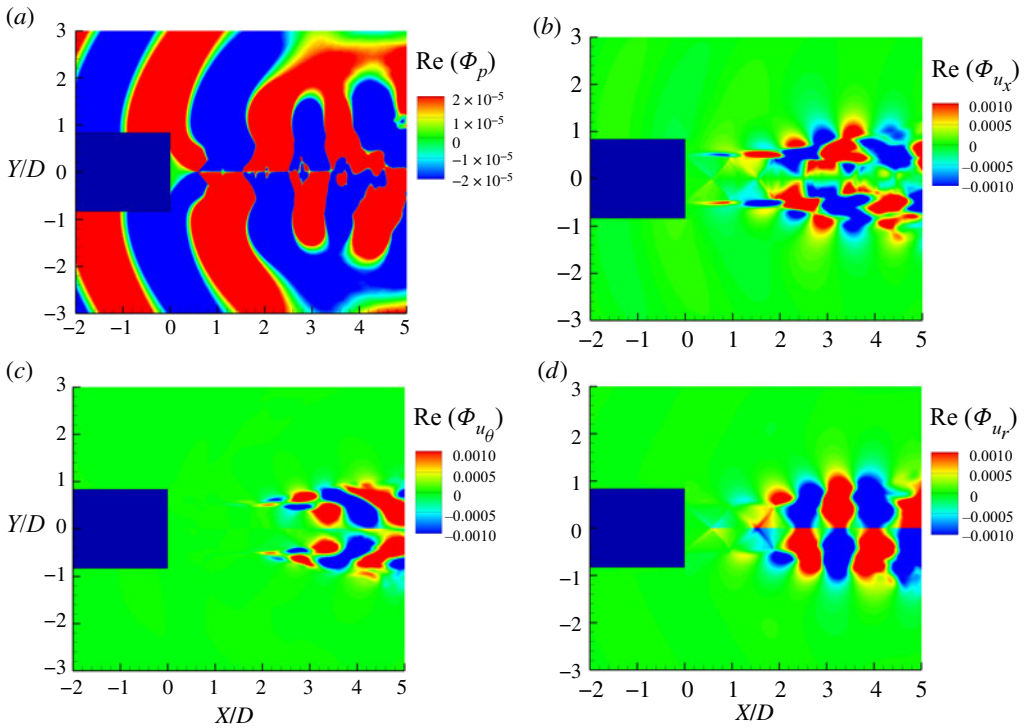 (a)
3
2
1
Y/D 0
−1
−2
−3
−2 −1 0 1 2 3 4 5
Re (Φp)
2 × 10−5
1 × 10−5
0
−1 × 10−5
−2 × 10−5
(b)
3
2
1
0
−1
−2
−3
−2 −1 0 1 2 3 4 5
Re (Φux)
0.0010
0.0005
0
−0.0005
−0.0010
(c)
3
2
1
Y/D 0
−1
−2
−3
−2 −1 0 1 2 3 4 5
X/D
Re (Φuθ)
0.0010
0.0005
0
−0.0005
−0.0010
(d)
3
2
1
0
−1
−2
−3
−2 −1 0 1 2 3 4 5
X/D
Re (Φur)
0.0010
0.0005
0
−0.0005
−0.0010